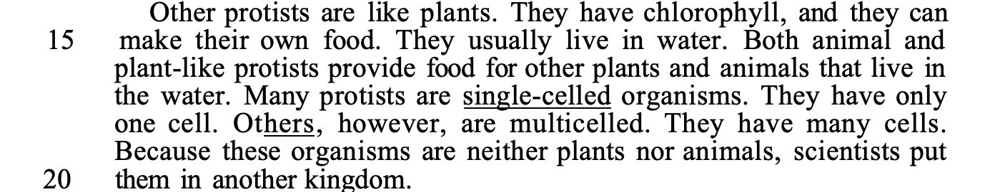 Other protists are like plants. They have chlorophyll, and they can
15 make their own food. They usually live in water. Both animal and
plant-like protists provide food for other plants and animals that live in
the water. Many protists are single-celled organisms. They have only
one cell. Others, however, are multicelled. They have many cells.
Because these organisms are neither plants nor animals, scientists put
20 them in another kingdom.